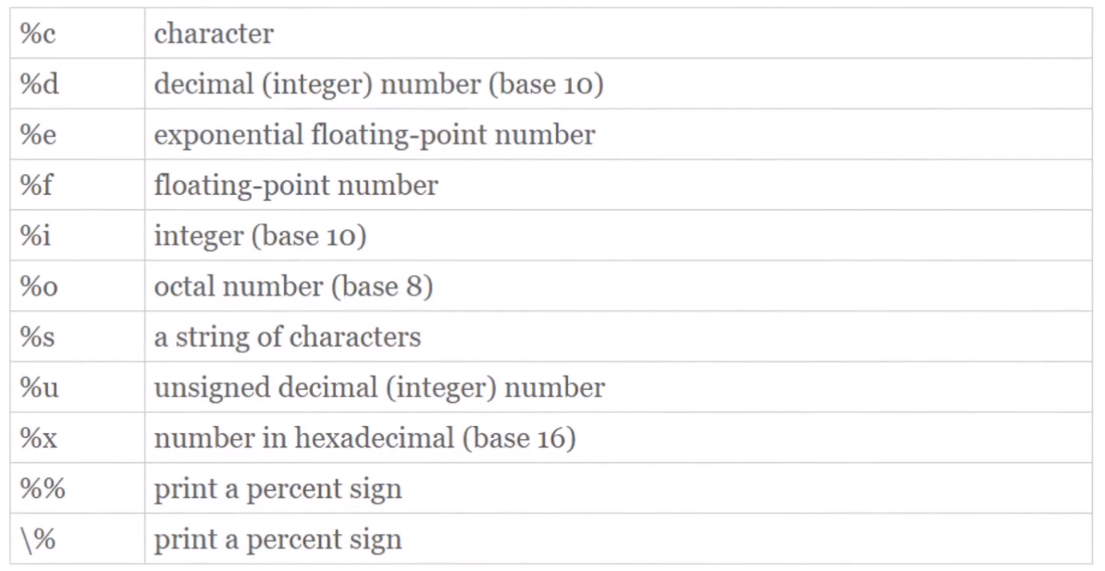 %c character
%d decimal (integer) number (base 10)
%e exponential floating-point number
%f floating-point number
%i integer (base 10)
%o octal number (base 8)
%s a string of characters
%u unsigned decimal (integer) number
%x number in hexadecimal (base 16)
%% print a percent sign
\% print a percent sign